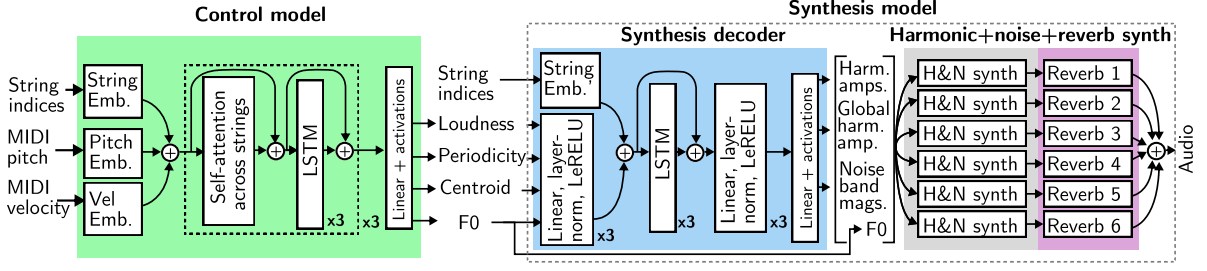 Control model
String
indices
MIDI
pitch
MIDI
velocity
String
Emb.
Pitch
Emb.
Vel
Emb.
+
Self-attention
across strings
+
LSTM
x3
+
x3
Linear + activations
Synthesis model
Synthesis decoder
String
indices
Loudness
Periodicity
Centroid
F0
String
Emb.
Linear, layer-
norm, LeRELU
x3
+
LSTM
x3
+
Linear, layer-
norm, LeRELU
x3
Linear + activations
Harm.
amps.
Global
harm.
amp.
Noise
band
mags.
F0
Harmonic+noise+reverb synth
H&N synth
Reverb 1
H&N synth
Reverb 2
H&N synth
Reverb 3
H&N synth
Reverb 4
H&N synth
Reverb 5
H&N synth
Reverb 6
+
Audio